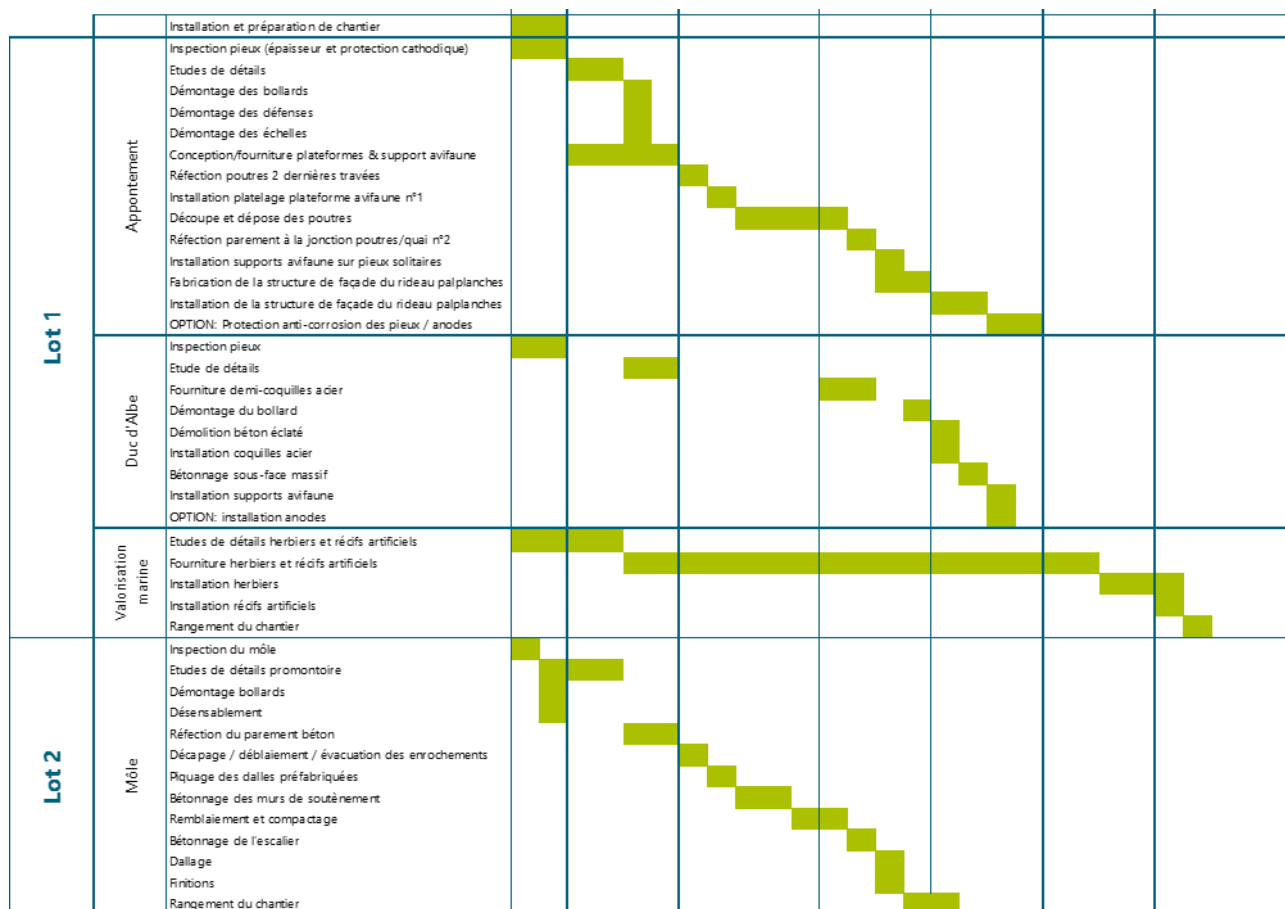 Installation et préparation de chantier
Lot 1
Appontement
Inspection pieux (épaisseur et protection cathodique)
Etudes de détails
Démontage des bollards
Démontage des défenses
Démontage des échelles
Conception/fourniture plateformes & support avifaune
Réfection poutres 2 dernières travées
Installation platelage plateforme avifaune n°1
Découpe et dépose des poutres
Réfection parement à la jonction poutres/quai n°2
Installation supports avifaune sur pieux solitaires
Fabrication de la structure de façade du rideau palplanches
Installation de la structure de façade du rideau palplanches
OPTION: Protection anti-corrosion des pieux / anodes
Duc d'Albe
Inspection pieux
Etude de détails
Fourniture demi-coquilles acier
Démontage du bollard
Démolition béton éclaté
Installation coquilles acier
Bétonnage sous-face massif
Installation supports avifaune
OPTION: installation anodes
Valorisation
marine
Etudes de détails herbiers et récifs artificiels
Fourniture herbiers et récifs artificiels
Installation herbiers
Installation récifs artificiels
Rangement du chantier
Lot 2
Môle
Inspection du môle
Etudes de détails promontoire
Démontage bollards
Désensablement
Réfection du parement béton
Décapage / déblaiement / évacuation des enrochements
Piquage des dalles préfabriquées
Bétonnage des murs de soutènement
Remblaiement et compactage
Bétonnage de l'escalier
Dallage
Finitions
Rangement du chantier